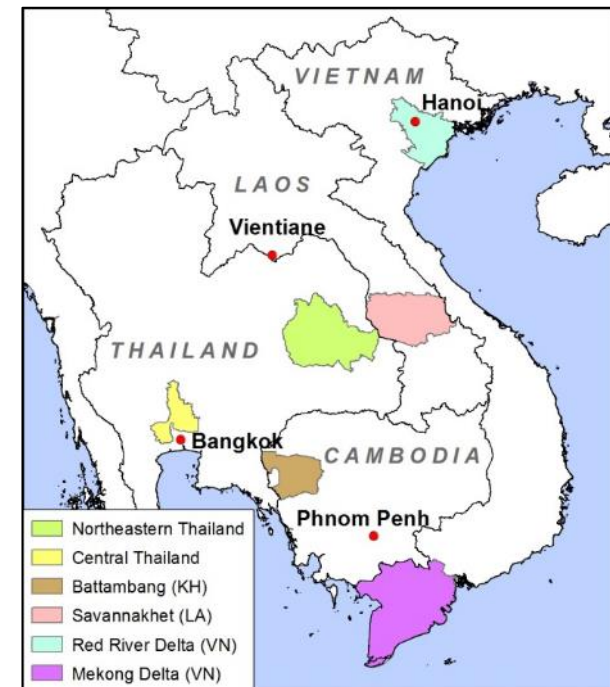 VIETNAM
Hanoi
LAOS
Vientiane
THAILAND
Bangkok
CAMBODIA
Phnom Penh
Northeastern Thailand
Central Thailand
Battambang (KH)
Savannakhet (LA)
Red River Delta (VN)
Mekong Delta (VN)